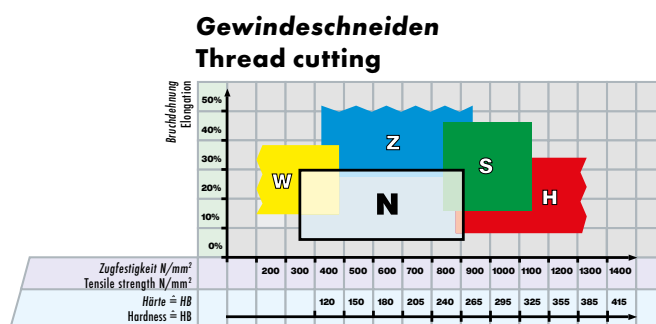 Gewindeschneiden
Thread cutting
Bruchdehnung
Elongation
50%
40%
30%
20%
10%
0%
W
Z
N
S
H
Zugfestigkeit N/mm²
Tensile strength N/mm²
200 300 400 500 600 700 800 900 1000 1100 1200 1300 1400
Härte ≙ HB
Hardness ≙ HB
120 150 180 205 240 265 295 325 355 385 415